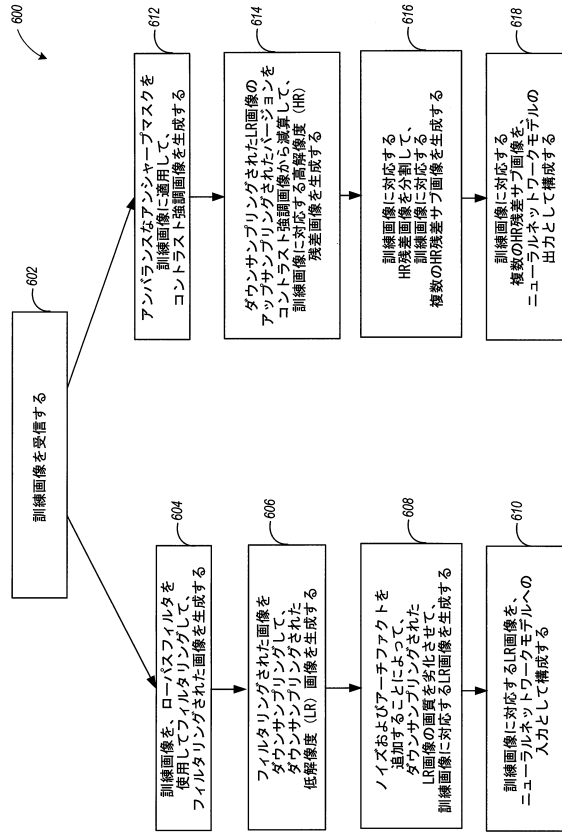 600
訓練画像を受信する
602
訓練画像を、ローパスフィルタを
使用してフィルタリングして、
フィルタリングされた画像を生成する
604
フィルタリングされた画像を
ダウンサンプリングして、
ダウンサンプリングされた
低解像度（LR）画像を生成する
606
ノイズおよびアーチファクトを
追加することによって、
ダウンサンプリングされた
LR画像の画質を劣化させて、
訓練画像に対応するLR画像を生成する
608
訓練画像に対応するLR画像を、
ニューラルネットワークモデルへの
入力として構成する
610
アンバランスなアンシャープマスクを
訓練画像に適用して、
コントラスト強調画像を生成する
612
ダウンサンプリングされたLR画像の
アップサンプリングされたバージョンを
コントラスト強調画像から減算して、
訓練画像に対応する高解像度（HR）
残差画像を生成する
614
訓練画像に対応する
HR残差画像を分割して、
訓練画像に対応する
複数のHR残差サブ画像を生成する
616
訓練画像に対応する
複数のHR残差サブ画像を、
ニューラルネットワークモデルの
出力として構成する
618